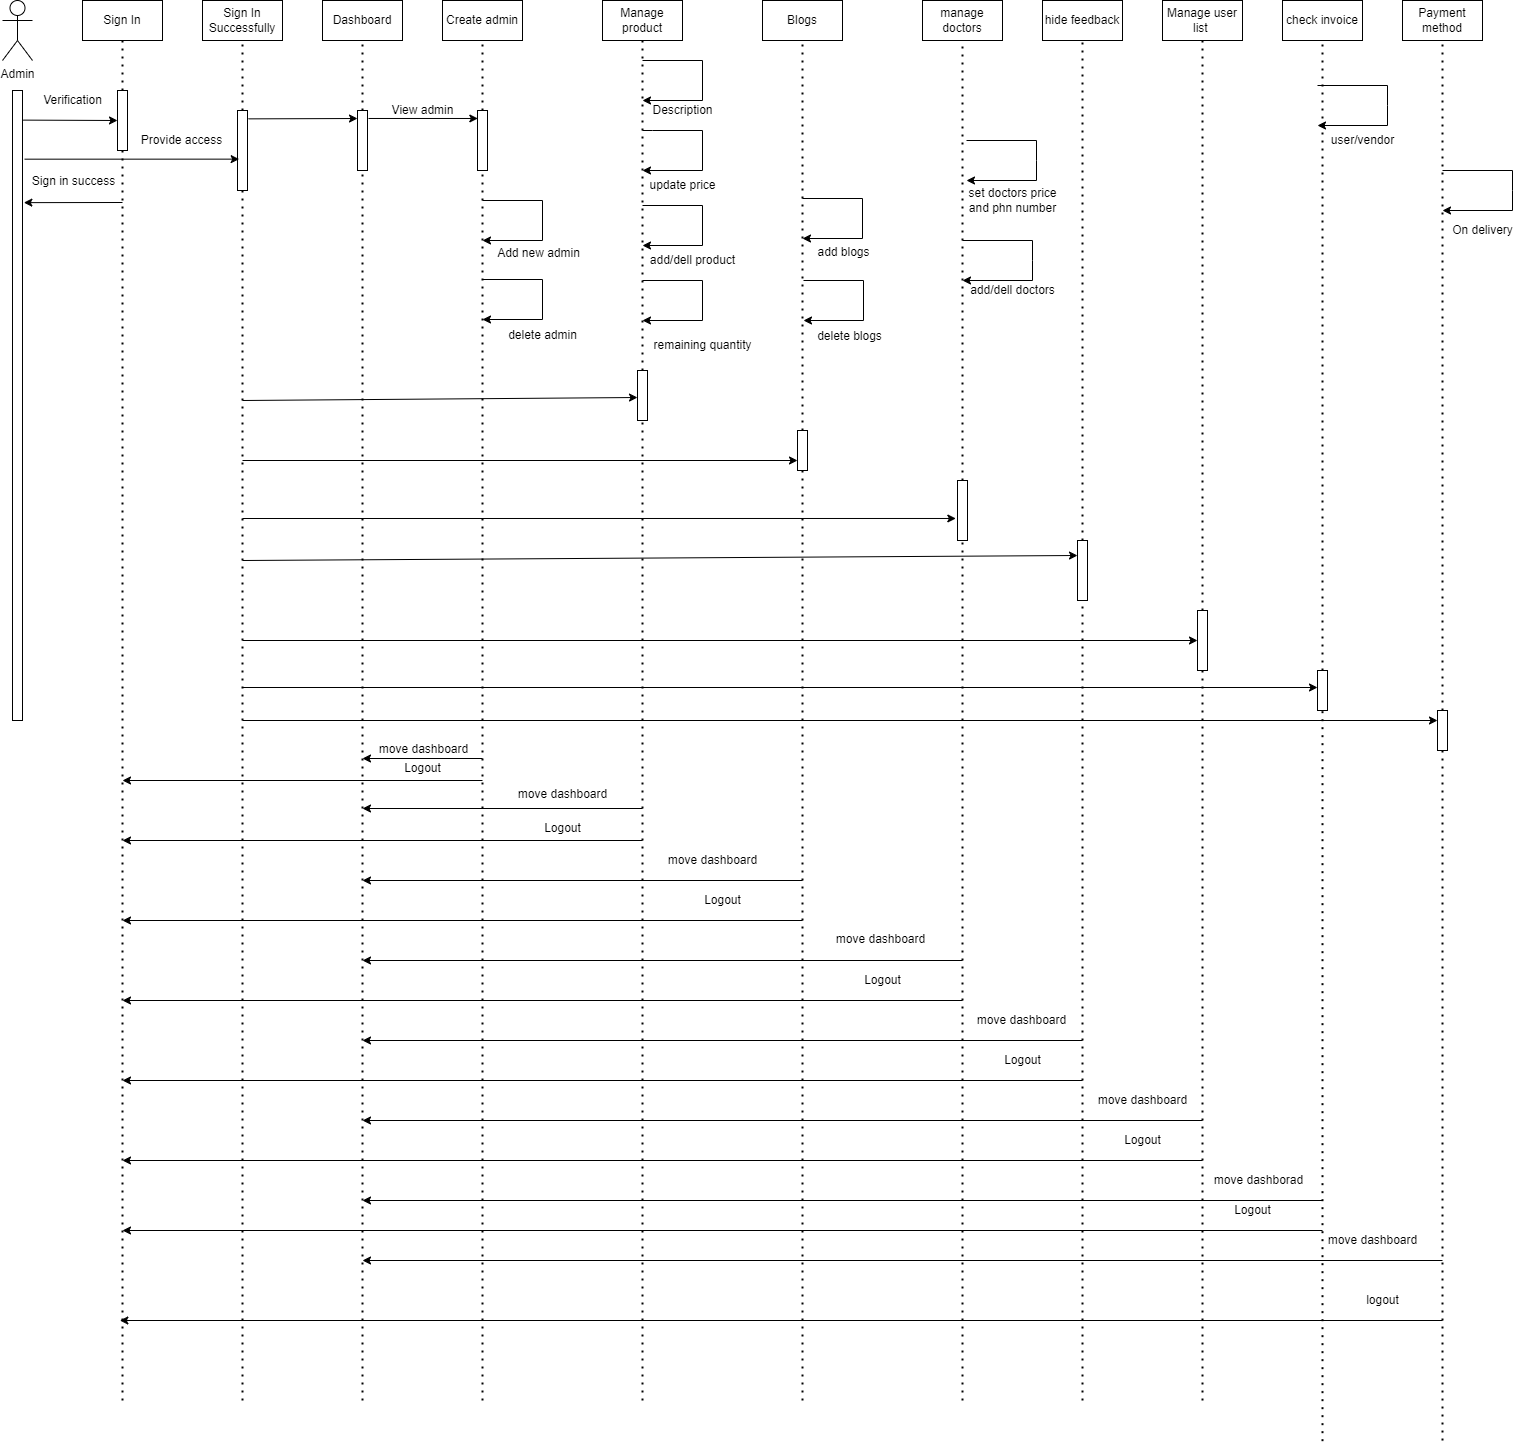 Admin
Sign In
Sign In
Successfully
Dashboard
Create admin
Manage
product
Blogs
manage
doctors
hide feedback
Manage user
list
check invoice
Payment
method
Verification
Provide access
Sign in success
View admin
Add new admin
delete admin
Description
update price
add/dell product
remaining quantity
add blogs
delete blogs
set doctors price
and phn number
add/dell doctors
user/vendor
On delivery
move dashboard
Logout
move dashboard
Logout
move dashboard
Logout
move dashboard
Logout
move dashboard
Logout
move dashboard
Logout
move dashborad
Logout
move dashboard
logout